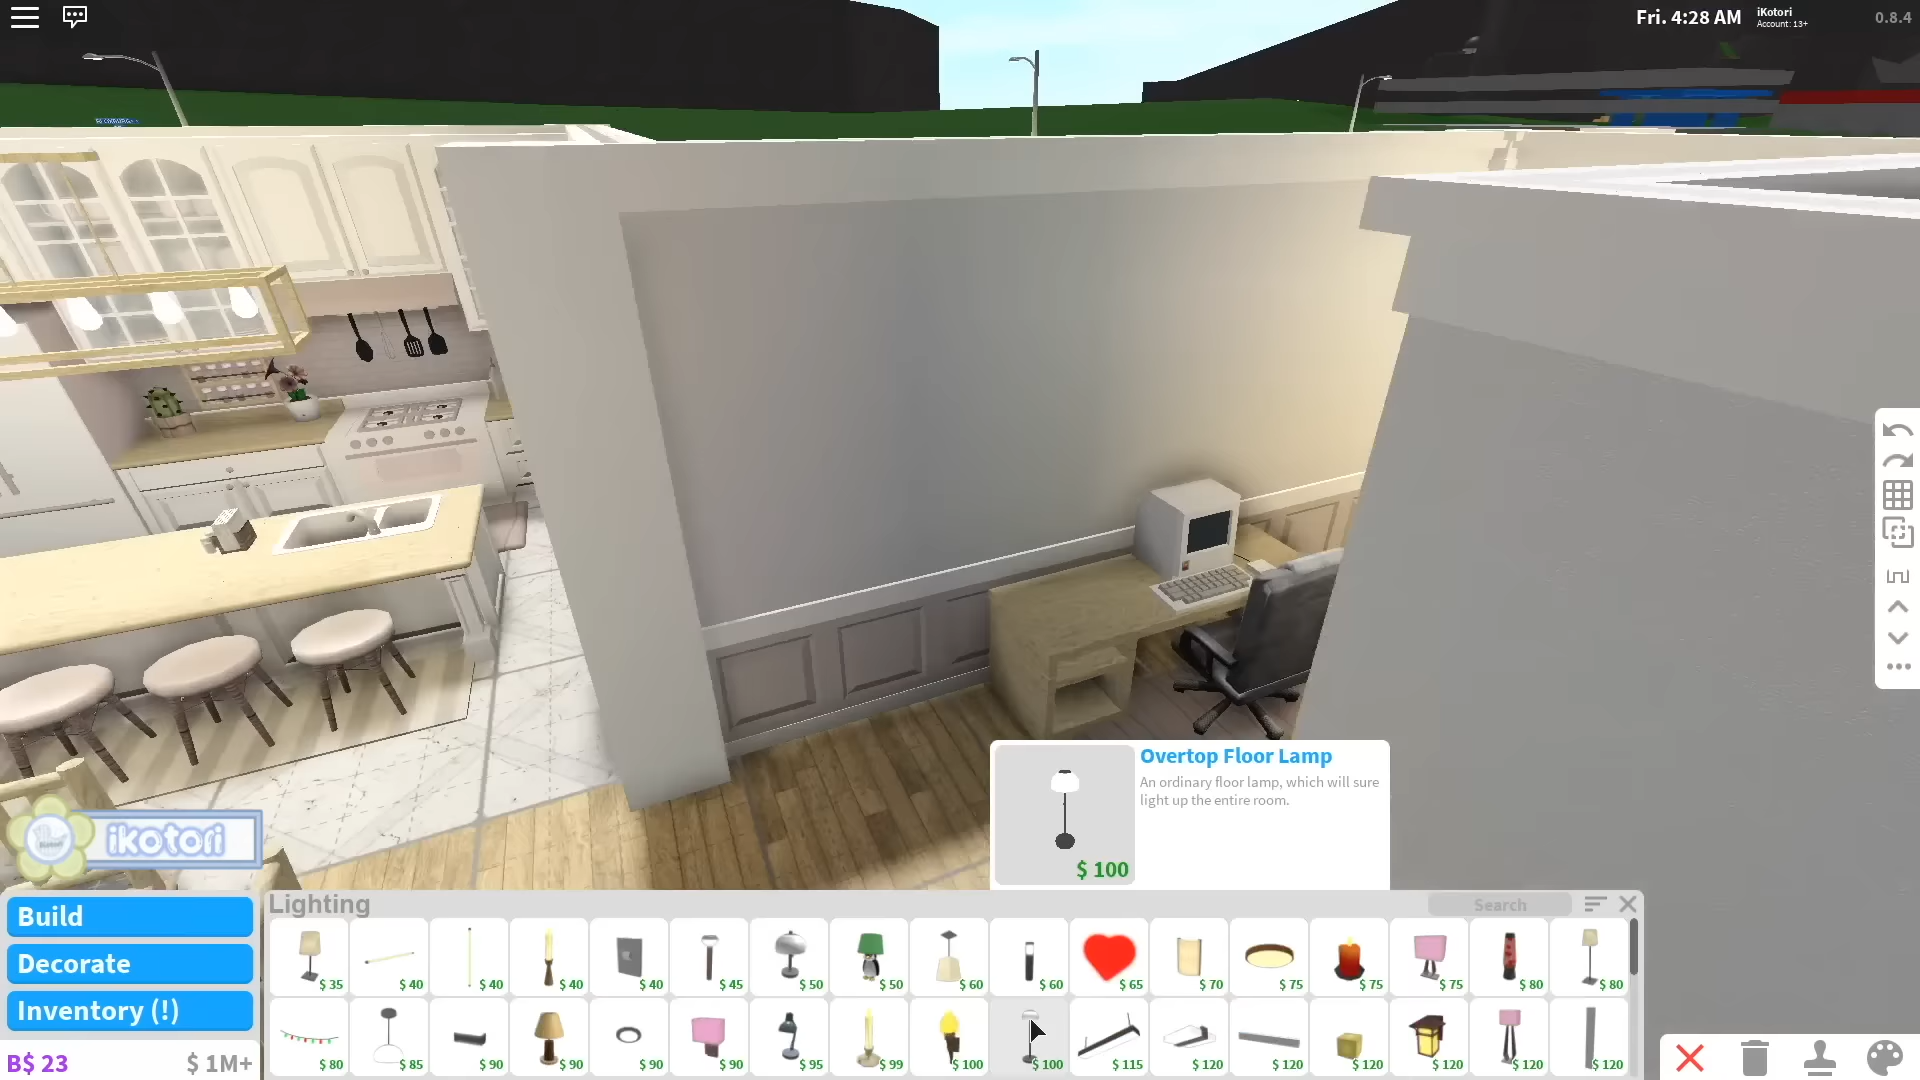 Fri. 4:28 AM
iKotori
Account: 13+
0.8.4
Overtop Floor Lamp
An ordinary floor lamp, which will sure
light up the entire room.
$ 100
ikotori
Build
Decorate
Inventory (!)
B$ 23
$ 1M+
Lighting
Search
$ 35
$ 40
$ 40
$ 40
$ 40
$ 45
$ 50
$ 50
$ 60
$ 60
$ 65
$ 70
$ 75
$ 75
$ 75
$ 80
$ 80
$ 80
$ 85
$ 90
$ 90
$ 90
$ 90
$ 95
$ 99
$ 100
$ 100
$ 115
$ 120
$ 120
$ 120
$ 120
$ 120
$ 120